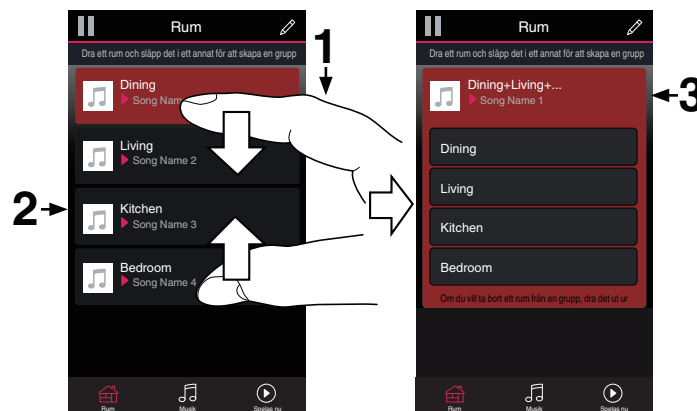 Rum
Dra ett rum och släpp det i ett annat för att skapa en grupp
1
Dining
Song Na
Living
Song Name 2
2
Kitchen
Song Name 3
Bedroom
Song Name 4
Rum
Musik
Spelas nu
Rum
Dra ett rum och släpp det i ett annat för att skapa en grupp
Dining+Living+...
Song Name 1
3
Dining
Living
Kitchen
Bedroom
Om du vill ta bort ett rum från en grupp, dra det ut ur
Rum
Musik
Spelas nu